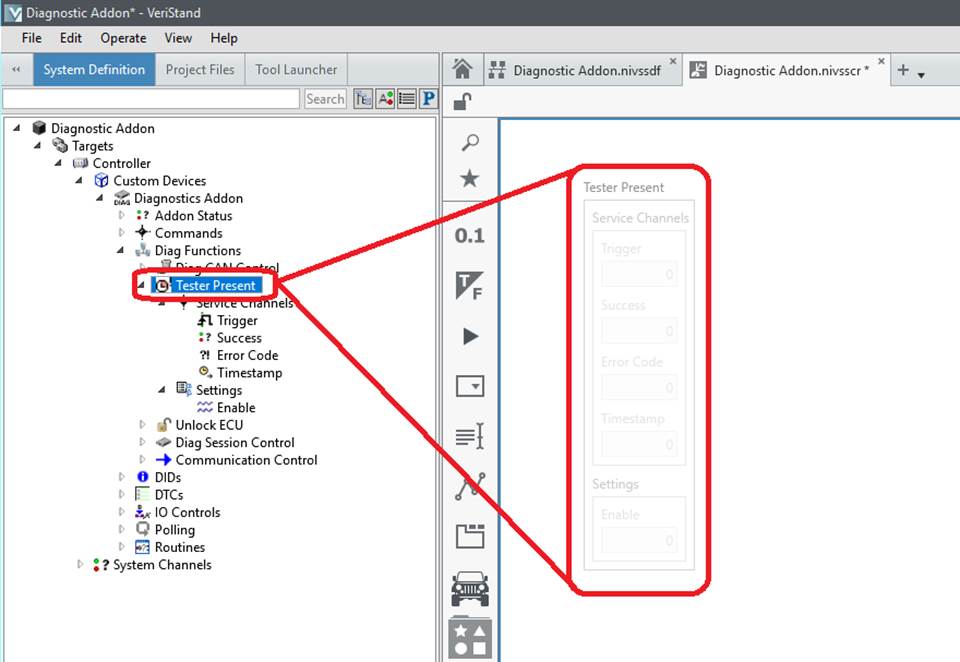 Diagnostic Addon* - VeriStand
File Edit Operate View Help
System Definition Project Files Tool Launcher
Diagnostic Addon.nivssdf Diagnostic Addon.nivsscr *
Search
Diagnostic Addon
Targets
Controller
Custom Devices
DIAG Diagnostics Addon
Addon Status
Commands
Diag Functions
Diag CAN Control
Tester Present
Service Channels
Trigger
Success
Error Code
Timestamp
Settings
Enable
Unlock ECU
Diag Session Control
Communication Control
DIDs
DTCs
IO Controls
Polling
Routines
System Channels
0.1
T F
Tester Present
Service Channels
Trigger
0
Success
0
Error Code
0
Timestamp
0
Settings
Enable
0